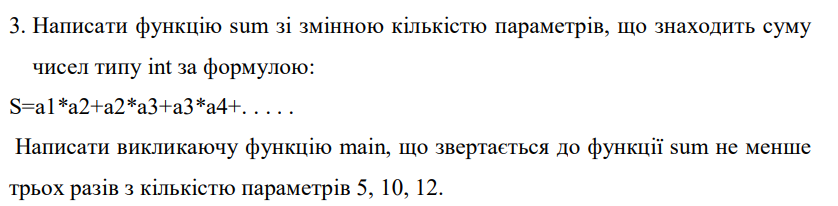 3. Написати функцію sum зі змінною кількістю параметрів, що знаходить суму
чисел типу int за формулою:
S=a1*a2+a2*a3+a3*a4+. . . . .
Написати викликаючу функцію main, що звертається до функції sum не менше
трьох разів з кількістю параметрів 5, 10, 12.